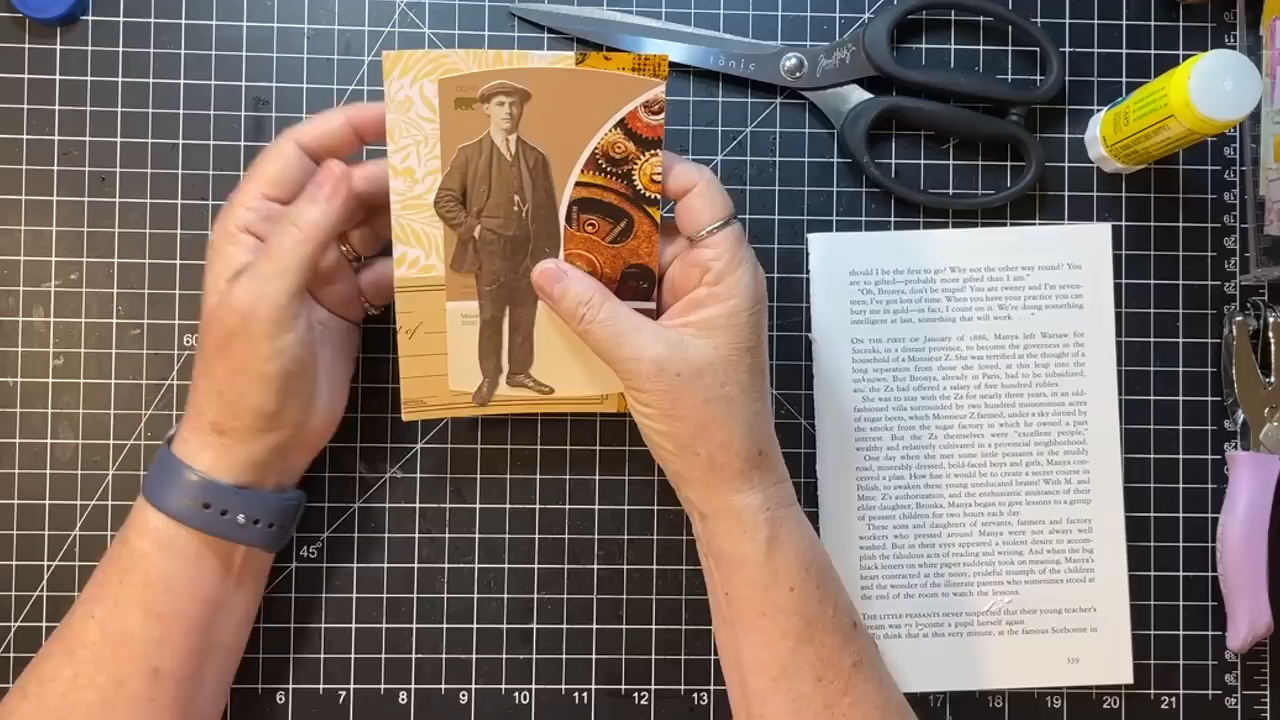 ionic
of
60
45°
6 7 8 9 10 11 12 13 17 18 19 20 21
should I be the first to go? Why not the other way round? You
are so gifted—probably more gifted than I am."
"Oh, Bronya, don't be stupid! You are twenty and I'm seven-
teen; I've got lots of time. When you have your practice you can
bury me in gold—in fact, I count on it. We're doing something
intelligent at last, something that will work . . ."
ON THE FIRST OF January of 1886, Manya left Warsaw for
Szczuki, in a distant province, to become the governess in the
household of a Monsieur Z. She was terrified at the thought of a
long separation from those she loved, at this leap into the
unknown. But Bronya, already in Paris, had to be subsidized,
and the Zs had offered a salary of five hundred rubles.
She was to stay with the Zs for nearly three years, in an old-
fashioned villa surrounded by two hundred monotonous acres
of sugar beets, which Monsieur Z farmed, under a sky dirtied by
the smoke from the sugar factory in which he owned a part
interest. But the Zs themselves were "excellent people,"
wealthy and relatively cultivated in a provincial neighborhood.
One day when she met some little peasants in the muddy
road, miserably dressed, bold-faced boys and girls, Manya con-
ceived a plan. How fine it would be to create a secret course in
Polish, to awaken these young uneducated brains! With M. and
Mme. Z's authorization, and the enthusiastic assistance of their
elder daughter, Bronka, Manya began to give lessons to a group
of peasant children for two hours each day.
These sons and daughters of servants, farmers and factory
workers who pressed around Manya were not always well
washed. But in their eyes appeared a violent desire to accom-
plish the fabulous acts of reading and writing. And when the big
black letters on white paper suddenly took on meaning, Manya's
heart contracted at the noisy, prideful triumph of the children
and the wonder of the illiterate parents who sometimes stood at
the end of the room to watch the lessons.
THE LITTLE PEASANTS never suspected that their young teacher's
dream was to become a pupil herself again.
To think that at this very minute, at the famous Sorbonne in
539